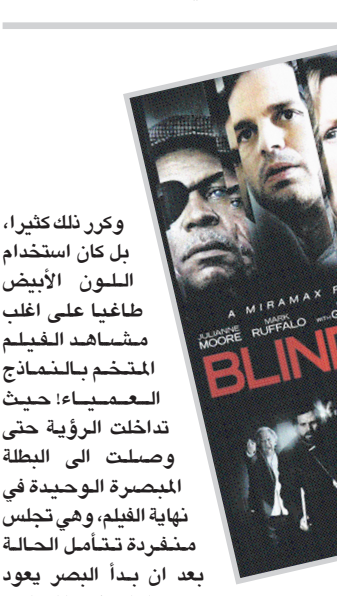 وكرر ذلك كثيرا،
بل كان استخدام
اللون الأبيض
طاغيا على اغلب
مشاهد الفيلم
المتخم بالنماذج
العمياء! حيث
تداخلت الرؤية حتى
وصلت الى البطلة
المبصرة الوحيدة في
نهاية الفيلم، وهي تجلس
منفردة تتأمل الحالة
بعد ان بدأ البصر يعود
A MIRAMAX F
JULIANNE MARK WITH G
MOORE RUFFALO
BLIND